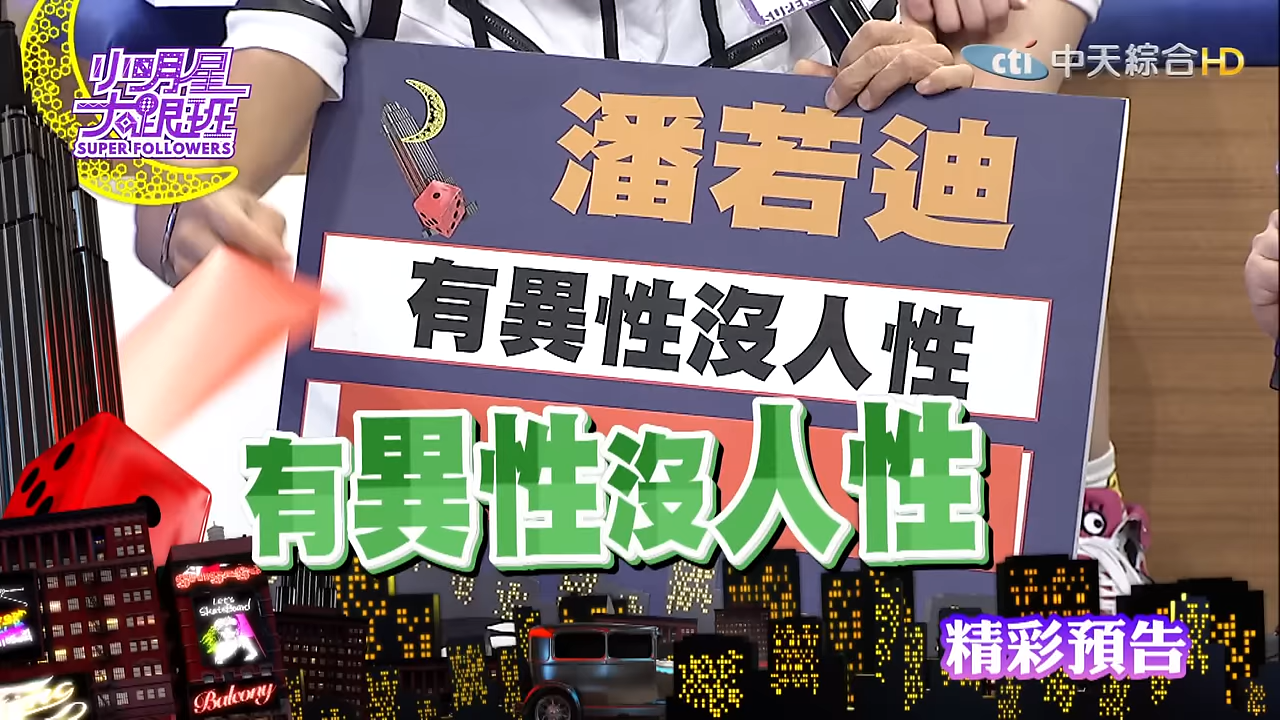 小明星
大跟班
SUPER FOLLOWERS
cti 中天綜合HD
潘若迪
有異性沒人性
有異性沒人性
精彩預告
Let's
SkateBoard
Balcony